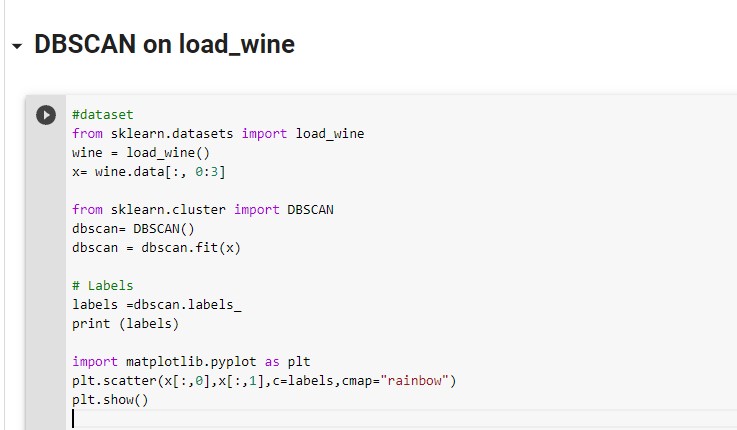 DBSCAN on load_wine
#dataset
from sklearn.datasets import load_wine
wine = load_wine()
x= wine.data[:, 0:3]
from sklearn.cluster import DBSCAN
dbscan= DBSCAN()
dbscan = dbscan.fit(x)
# Labels
labels =dbscan.labels_
print (labels)
import matplotlib.pyplot as plt
plt.scatter(x[:,0],x[:,1],c=labels,cmap="rainbow")
plt.show()